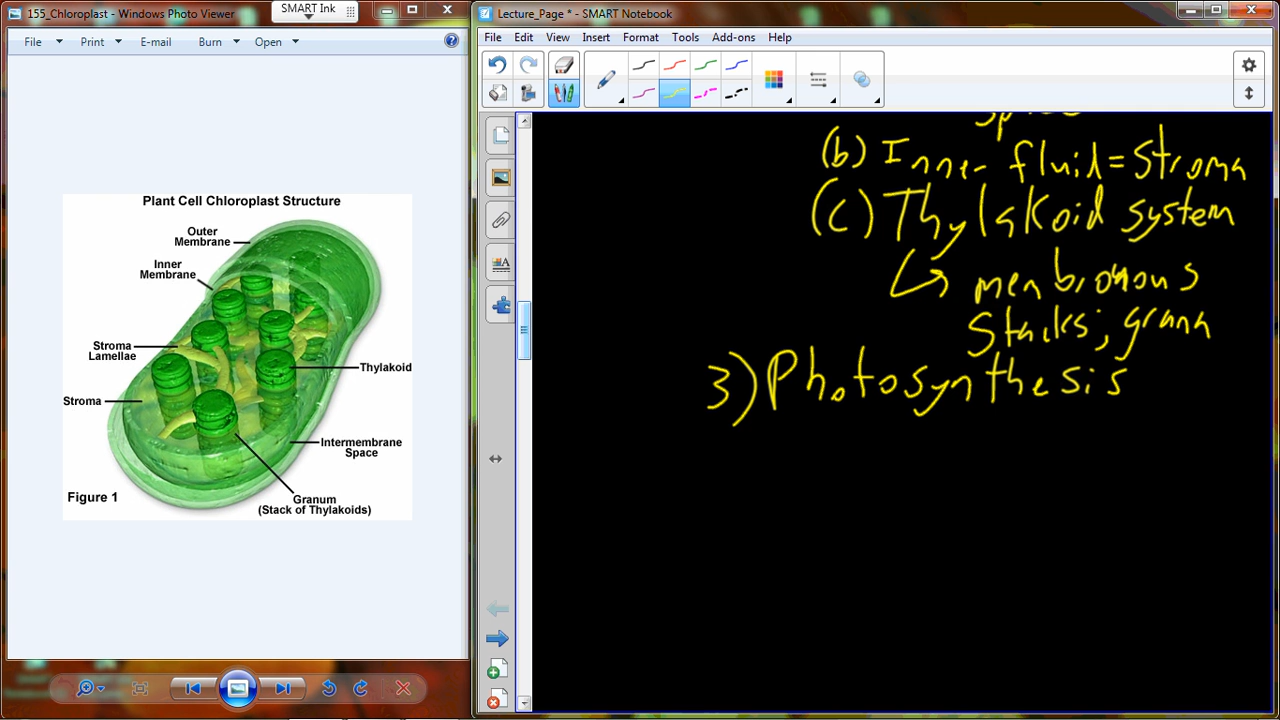 155_Chloroplast - Windows Photo Viewer
SMART Ink
File Print E-mail Burn Open
Plant Cell Chloroplast Structure
Outer
Membrane
Inner
Membrane
Stroma
Lamellae
Thylakoid
Stroma
Intermembrane
Space
Granum
(Stack of Thylakoids)
Figure 1
Lecture_Page * - SMART Notebook
File Edit View Insert Format Tools Add-ons Help
(b) Inner fluid = Stroma
(c) Thylakoid system
membranous
Stacks; grana
3) Photosynthesis